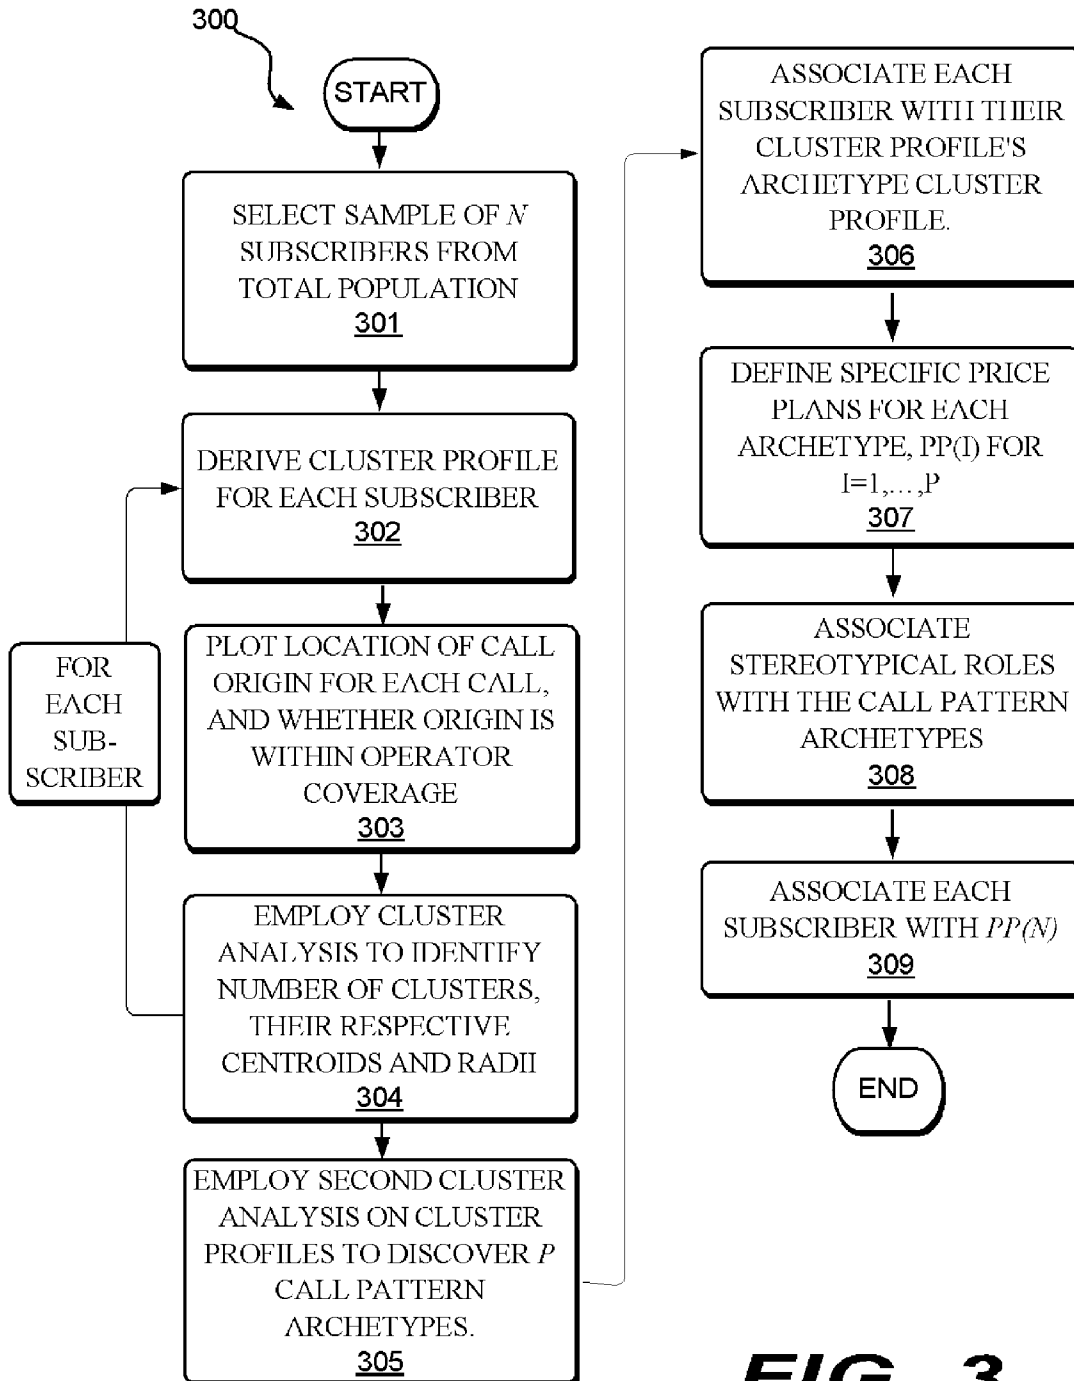 300
START
SELECT SAMPLE OF N
SUBSCRIBERS FROM
TOTAL POPULATION
301
DERIVE CLUSTER PROFILE
FOR EACH SUBSCRIBER
302
FOR
EACH
SUB-
SCRIBER
PLOT LOCATION OF CALL
ORIGIN FOR EACH CALL,
AND WHETHER ORIGIN IS
WITHIN OPERATOR
COVERAGE
303
EMPLOY CLUSTER
ANALYSIS TO IDENTIFY
NUMBER OF CLUSTERS,
THEIR RESPECTIVE
CENTROIDS AND RADII
304
EMPLOY SECOND CLUSTER
ANALYSIS ON CLUSTER
PROFILES TO DISCOVER P
CALL PATTERN
ARCHETYPES.
305
ASSOCIATE EACH
SUBSCRIBER WITH THEIR
CLUSTER PROFILE'S
ARCHETYPE CLUSTER
PROFILE.
306
DEFINE SPECIFIC PRICE
PLANS FOR EACH
ARCHETYPE, PP(I) FOR
I=1,...,P
307
ASSOCIATE
STEREOTYPICAL ROLES
WITH THE CALL PATTERN
ARCHETYPES
308
ASSOCIATE EACH
SUBSCRIBER WITH PP(N)
309
END
FIG. 3